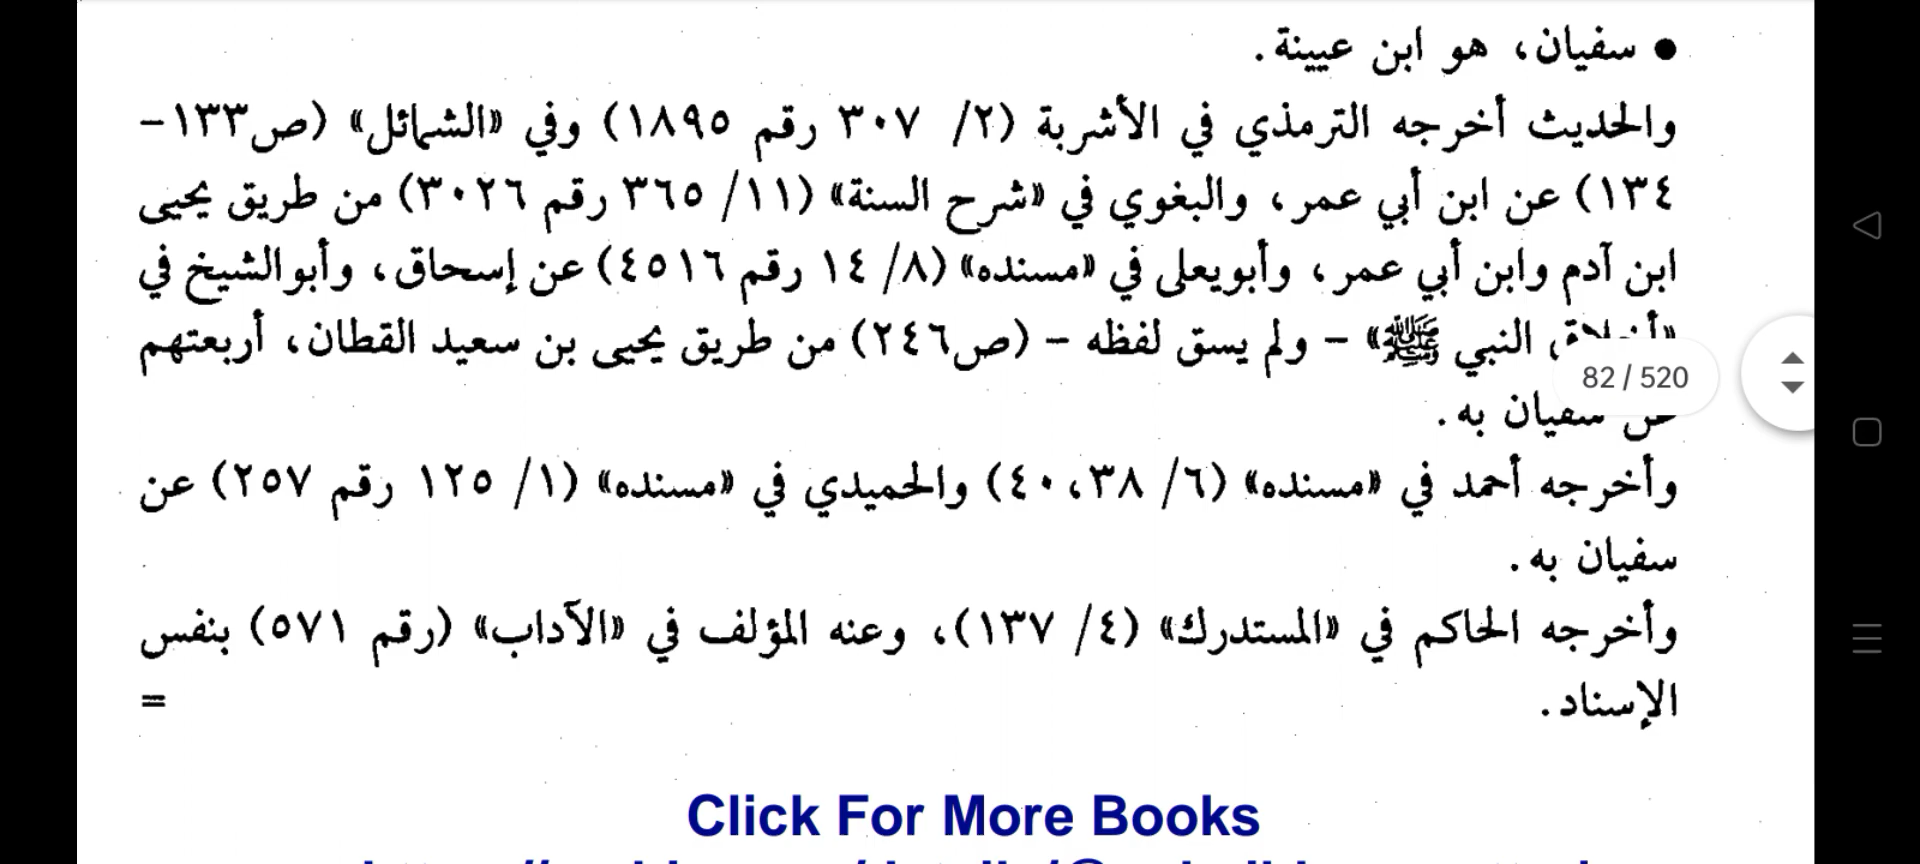 ● سفيان، هو ابن عيينة.
والحديث أخرجه الترمذي في الأشربة (٢/ ٣٠٧ رقم ١٨٩٥) وفي «الشمائل» (ص١٣٣-
١٣٤) عن ابن أبي عمر، والبغوي في «شرح السنة» (١١/ ٣٦٥ رقم ٣٠٢٦) من طريق يحيى
ابن آدم وابن أبي عمر، وأبويعلى في «مسنده» (٨/ ١٤ رقم ٤٥١٦) عن إسحاق، وأبوالشيخ في
النبي ﷺ» - ولم يسق لفظه - (ص٢٤٦) من طريق يحيى بن سعيد القطان، أربعتهم
82 / 520
عن سفيان به.
وأخرجه أحمد في «مسنده» (٦/ ٣٨، ٤٠) والحميدي في «مسنده» (١/ ١٢٥ رقم ٢٥٧) عن
سفيان به.
وأخرجه الحاكم في «المستدرك» (٤/ ١٣٧)، وعنه المؤلف في «الآداب» (رقم ٥٧١) بنفس
الإسناد. =
Click For More Books